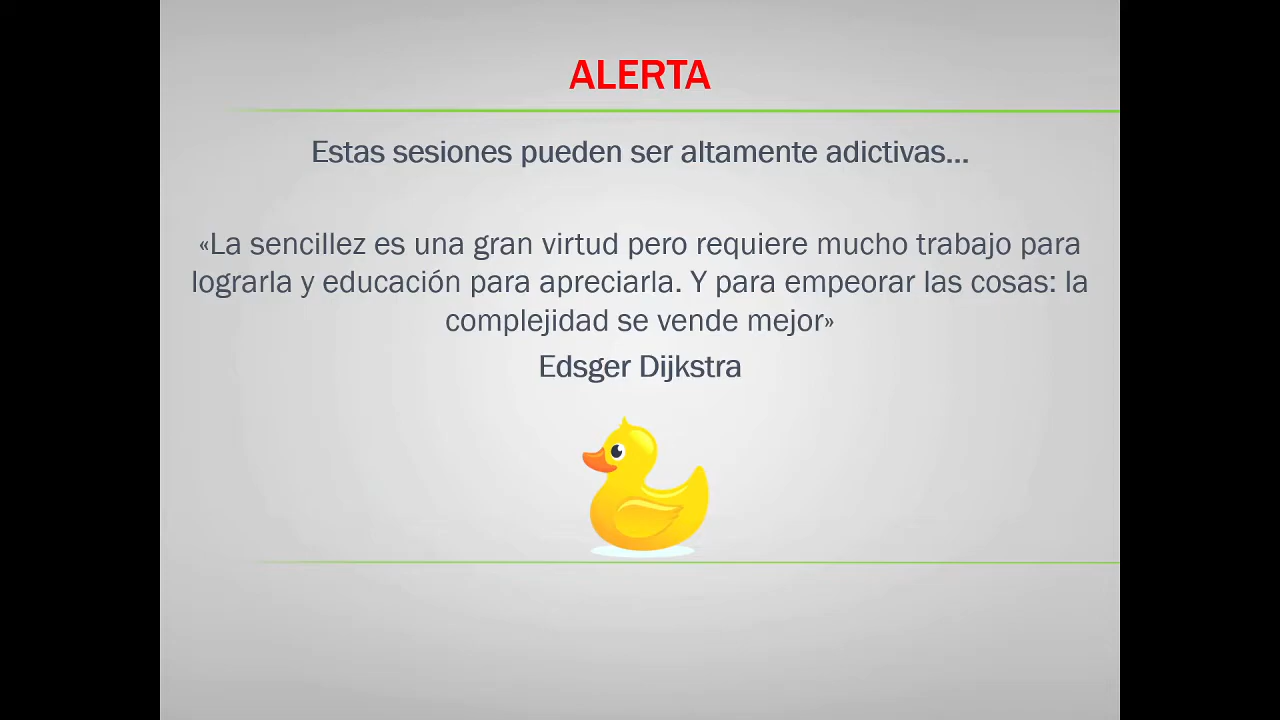 ALERTA
Estas sesiones pueden ser altamente adictivas...
«La sencillez es una gran virtud pero requiere mucho trabajo para
lograrla y educación para apreciarla. Y para empeorar las cosas: la
complejidad se vende mejor»
Edsger Dijkstra